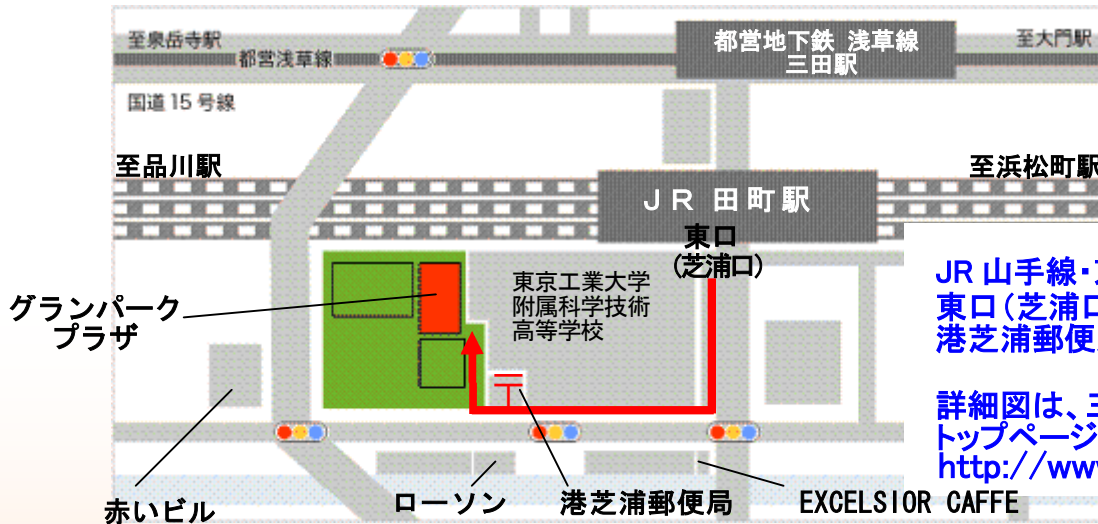 至泉岳寺駅
都営浅草線
都営地下鉄 浅草線
三田駅
至大門駅
国道15号線
至品川駅
至浜松町駅
JR 田町駅
東口
(芝浦口)
東京工業大学
附属科学技術
高等学校
グランパーク
プラザ
JR 山手線・
東口(芝浦口
港芝浦郵便
詳細図は、
トップページ
http://www
赤いビル
ローソン
港芝浦郵便局
EXCELSIOR CAFFE